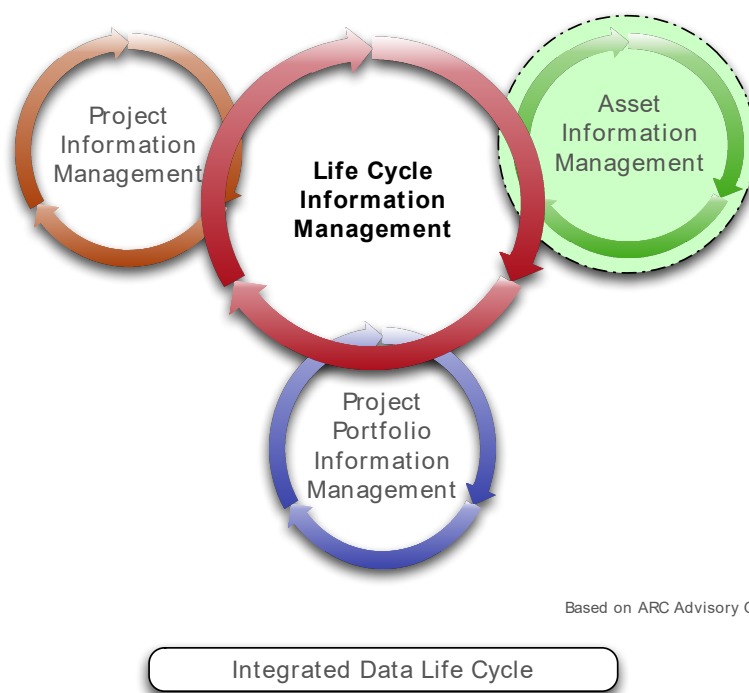 Project
Information
Management
Life Cycle
Information
Management
Asset
Information
Management
Project
Portfolio
Information
Management
Based on ARC Advisory
Integrated Data Life Cycle